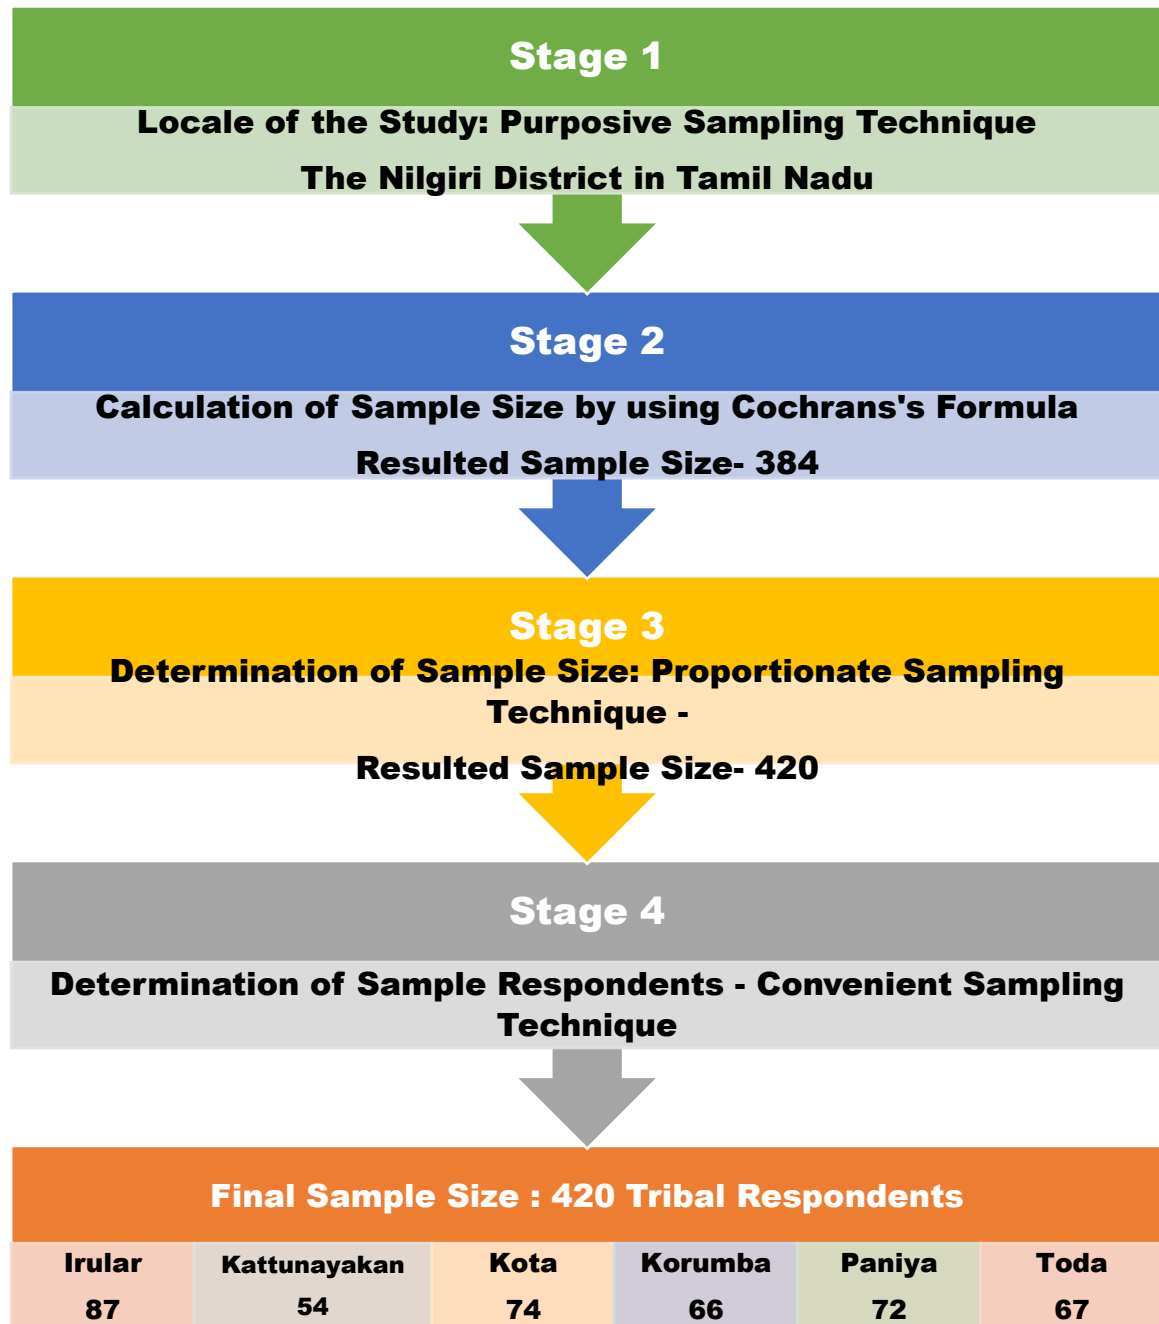 Stage 1
Locale of the Study: Purposive Sampling Technique
The Nilgiri District in Tamil Nadu
Stage 2
Calculation of Sample Size by using Cochrans's Formula
Resulted Sample Size- 384
Stage 3
Determination of Sample Size: Proportionate Sampling
Technique -
Resulted Sample Size- 420
Stage 4
Determination of Sample Respondents - Convenient Sampling
Technique
Final Sample Size : 420 Tribal Respondents
Irular Kattunayakan Kota Korumba Paniya Toda
87 54 74 66 72 67